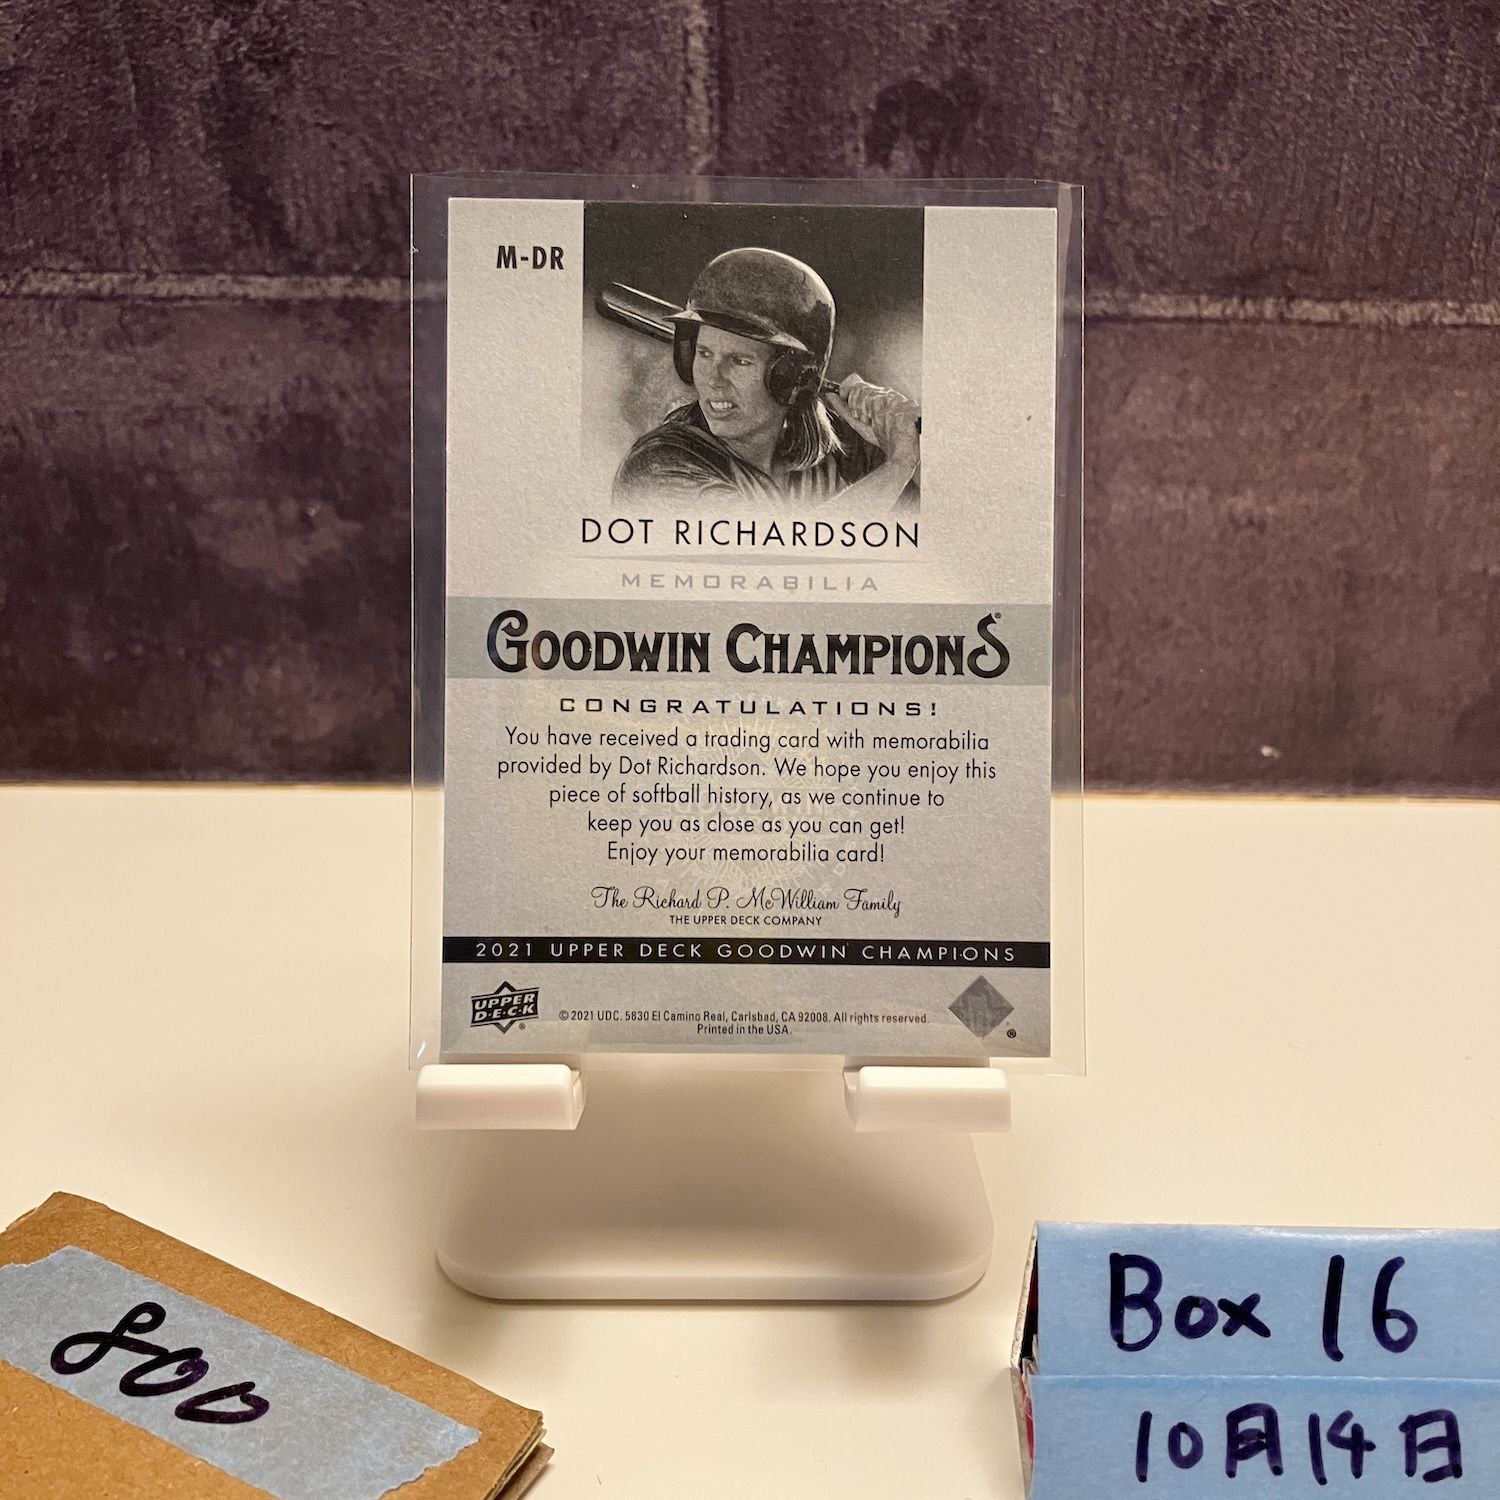 M-DR
DOT RICHARDSON
MEMORABILIA
GOODWIN CHAMPIONS®
CONGRATULATIONS!
You have received a trading card with memorabilia
provided by Dot Richardson. We hope you enjoy this
piece of softball history, as we continue to
keep you as close as you can get!
Enjoy your memorabilia card!
The Richard P. McWilliam Family
THE UPPER DECK COMPANY
2021 UPPER DECK GOODWIN CHAMPIONS
UPPER
D·E·C·K®
© 2021 UDC. 5830 El Camino Real, Carlsbad, CA 92008. All rights reserved.
Printed in the USA.
®
800
Box 16
10月14日